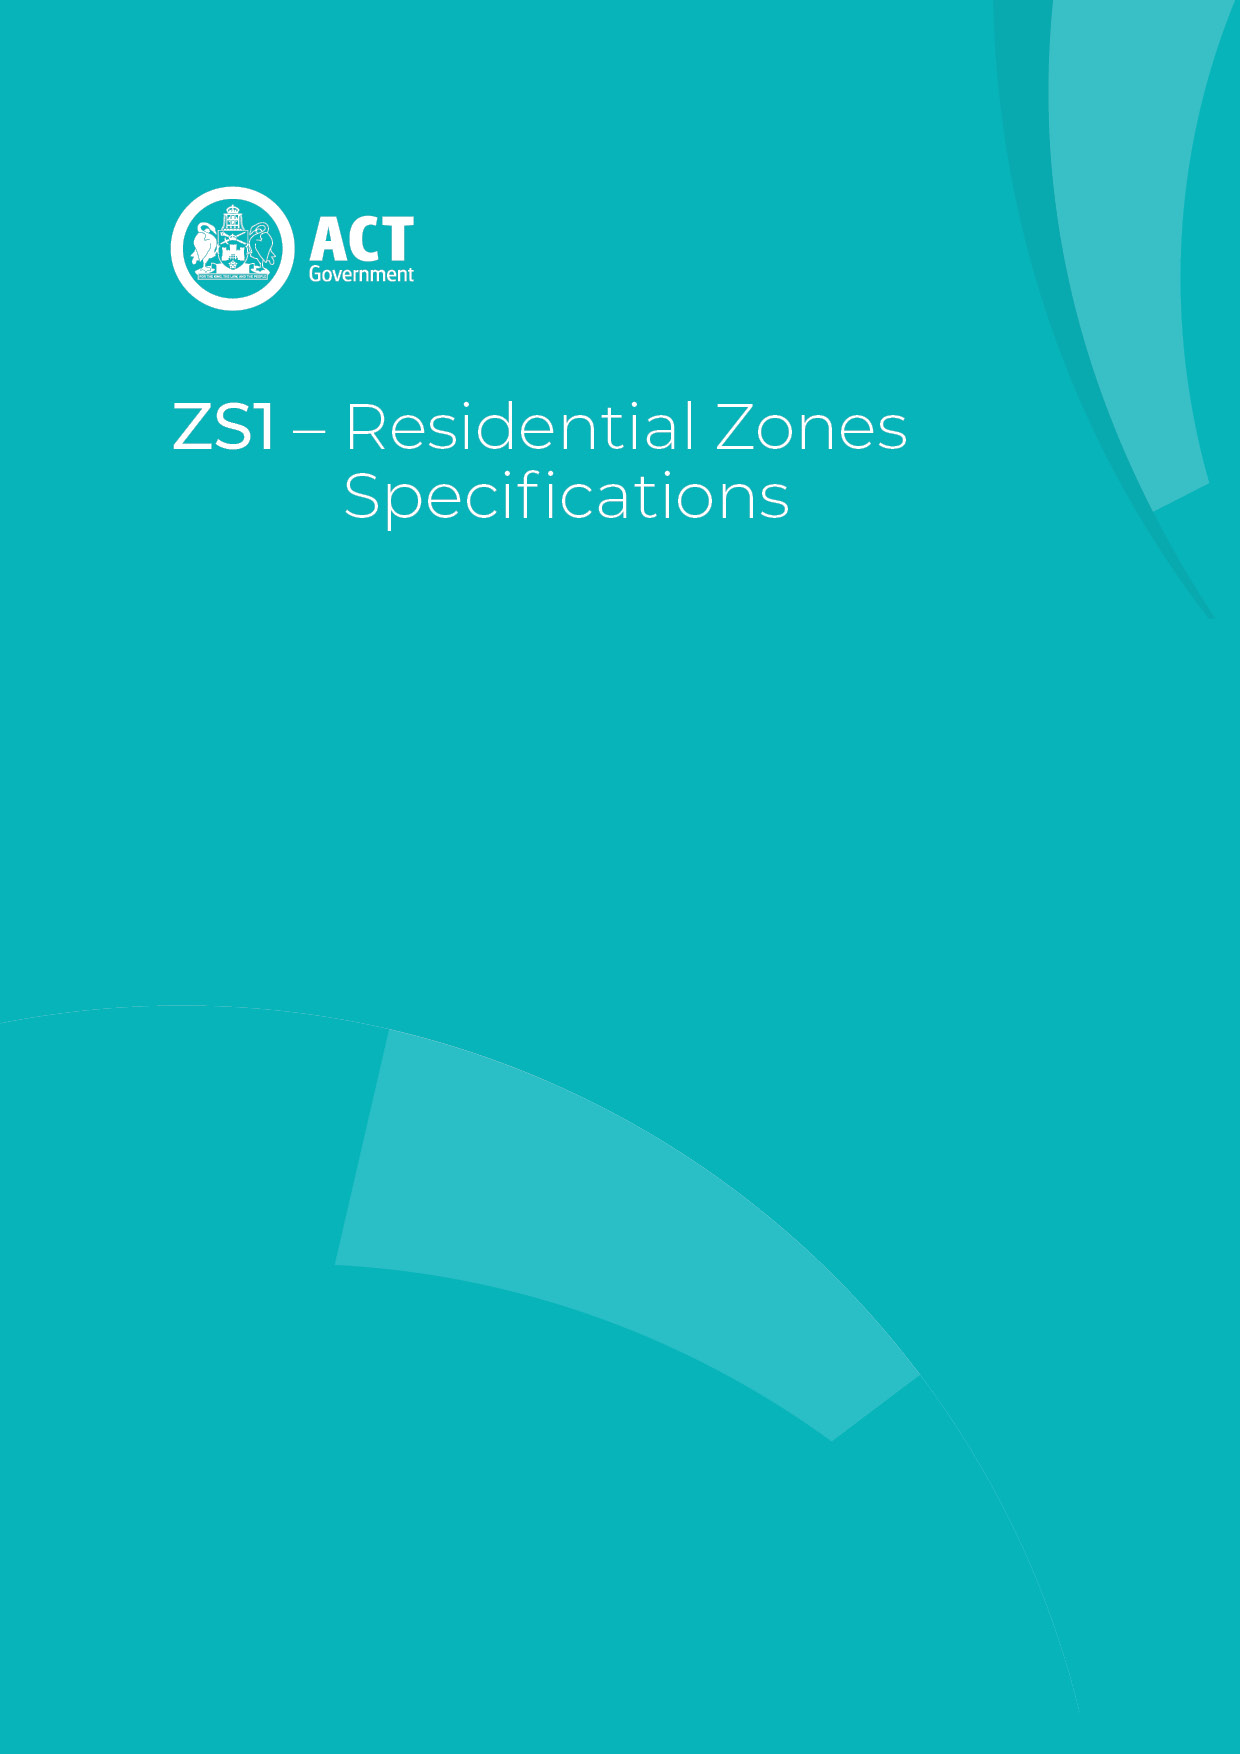 ACT
Government
ZS1 – Residential Zones
Specifications